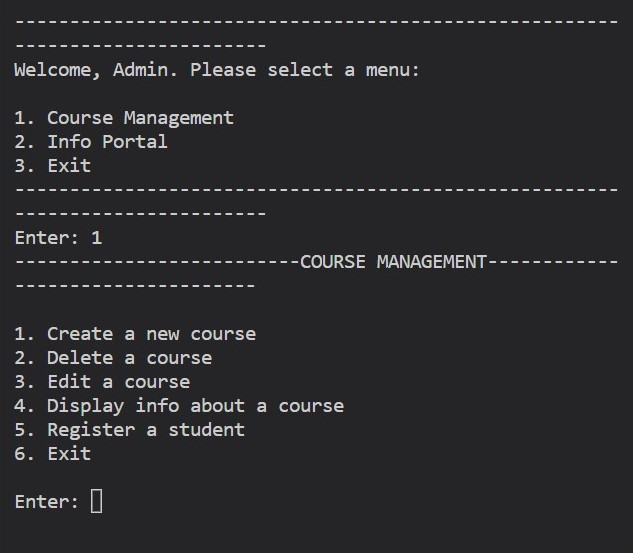 -------------------------------------------------------
-----------------------
Welcome, Admin. Please select a menu:
1. Course Management
2. Info Portal
3. Exit
-------------------------------------------------------
-----------------------
Enter: 1
--------------------------COURSE MANAGEMENT------------
----------------------
1. Create a new course
2. Delete a course
3. Edit a course
4. Display info about a course
5. Register a student
6. Exit
Enter: